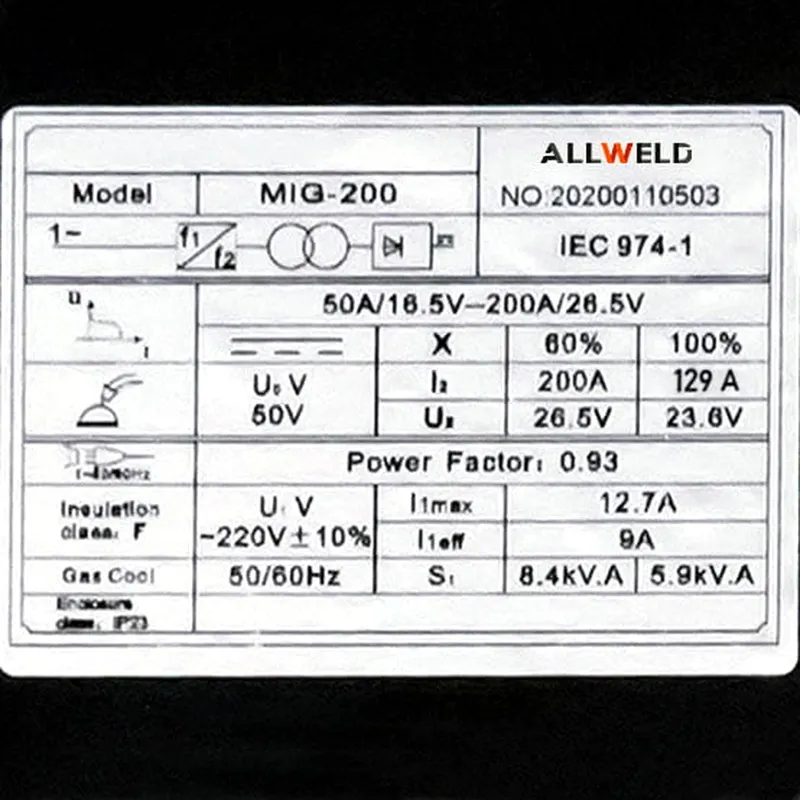 ALLWELD
Model MIG-200 NO:20200110503
1~ f1 f2 IEC 974-1
U I 50A/16.5V—200A/26.5V
X 60% 100%
U₀ V I₂ 200A 129 A
50V U₂ 26.5V 23.6V
Power Factor: 0.93
Insulation class: F U₁ V I1max 12.7A
~220V±10% I1eff 9A
Gas Cool 50/60Hz S₁ 8.4kV.A 5.9kV.A
Enclosure
class: IP23